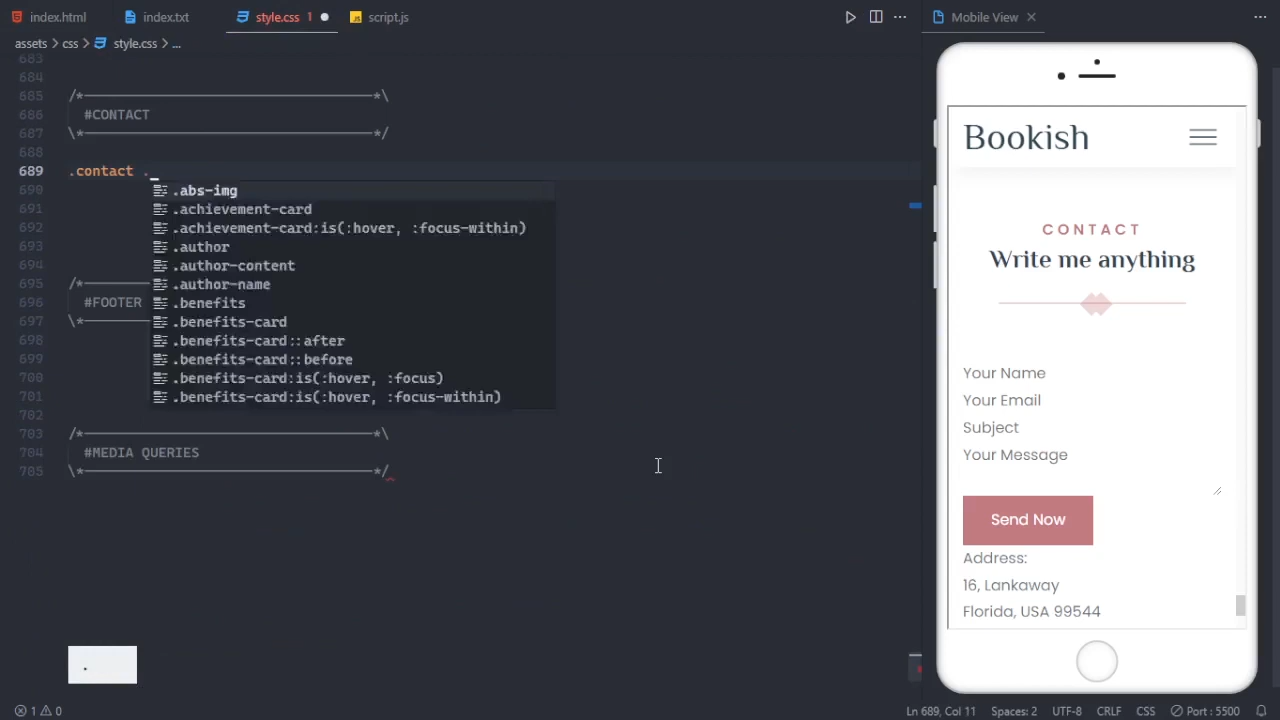 index.html
index.txt
style.css 1
script.js
Mobile View
assets > css > style.css > ...
683
684
685 /*-----------------------------------*\
686 #CONTACT
687 \*-----------------------------------*/
688
689 .contact .
690 .abs-img
691 .achievement-card
692 .achievement-card:is(:hover, :focus-within)
693 .author
694 .author-content
695 /*--------- .author-name
696 #FOOTER .benefits
697 \*--------- .benefits-card
698 .benefits-card::after
699 .benefits-card::before
700 .benefits-card:is(:hover, :focus)
701 .benefits-card:is(:hover, :focus-within)
702
703 /*-----------------------------------*\
704 #MEDIA QUERIES
705 \*-----------------------------------*/
.
Bookish
CONTACT
Write me anything
Your Name
Your Email
Subject
Your Message
Send Now
Address:
16, Lankaway
Florida, USA 99544
1 0
Ln 689, Col 11 Spaces: 2 UTF-8 CRLF CSS Port : 5500